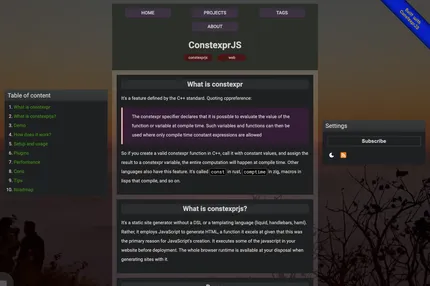 HOME
PROJECTS
TAGS
ABOUT
Built with
ConstexprJS
ConstexprJS
constexprjs
web
Table of content
1. What is constexpr
2. What is constexprjs?
3. Demo
4. How does it work?
5. Setup and usage
6. Plugins
7. Performance
8. Cons
9. Tips
10. Roadmap
What is constexpr
It's a feature defined by the C++ standard. Quoting cppreference:
The constexpr specifier declares that it is possible to evaluate the value of the
function or variable at compile time. Such variables and functions can then be
used where only compile time constant expressions are allowed
So if you create a valid constexpr function in C++, call it with constant values, and assign the
result to a constexpr variable, the entire computation will happen at compile time. Other
languages also have this feature. It's called const in rust, comptime in zig, macros in
lisps that compile, and so on.
What is constexprjs?
It's a static site generator without a DSL or a templating language (liquid, handlebars, haml).
Rather, it employs JavaScript to generate HTML, a function it excels at given that this
was the primary reason for JavaScript's creation. It executes some of the javascript in your
website before deployment. The whole browser runtime is available at your disposal when
generating sites with it.
Settings
Subscribe